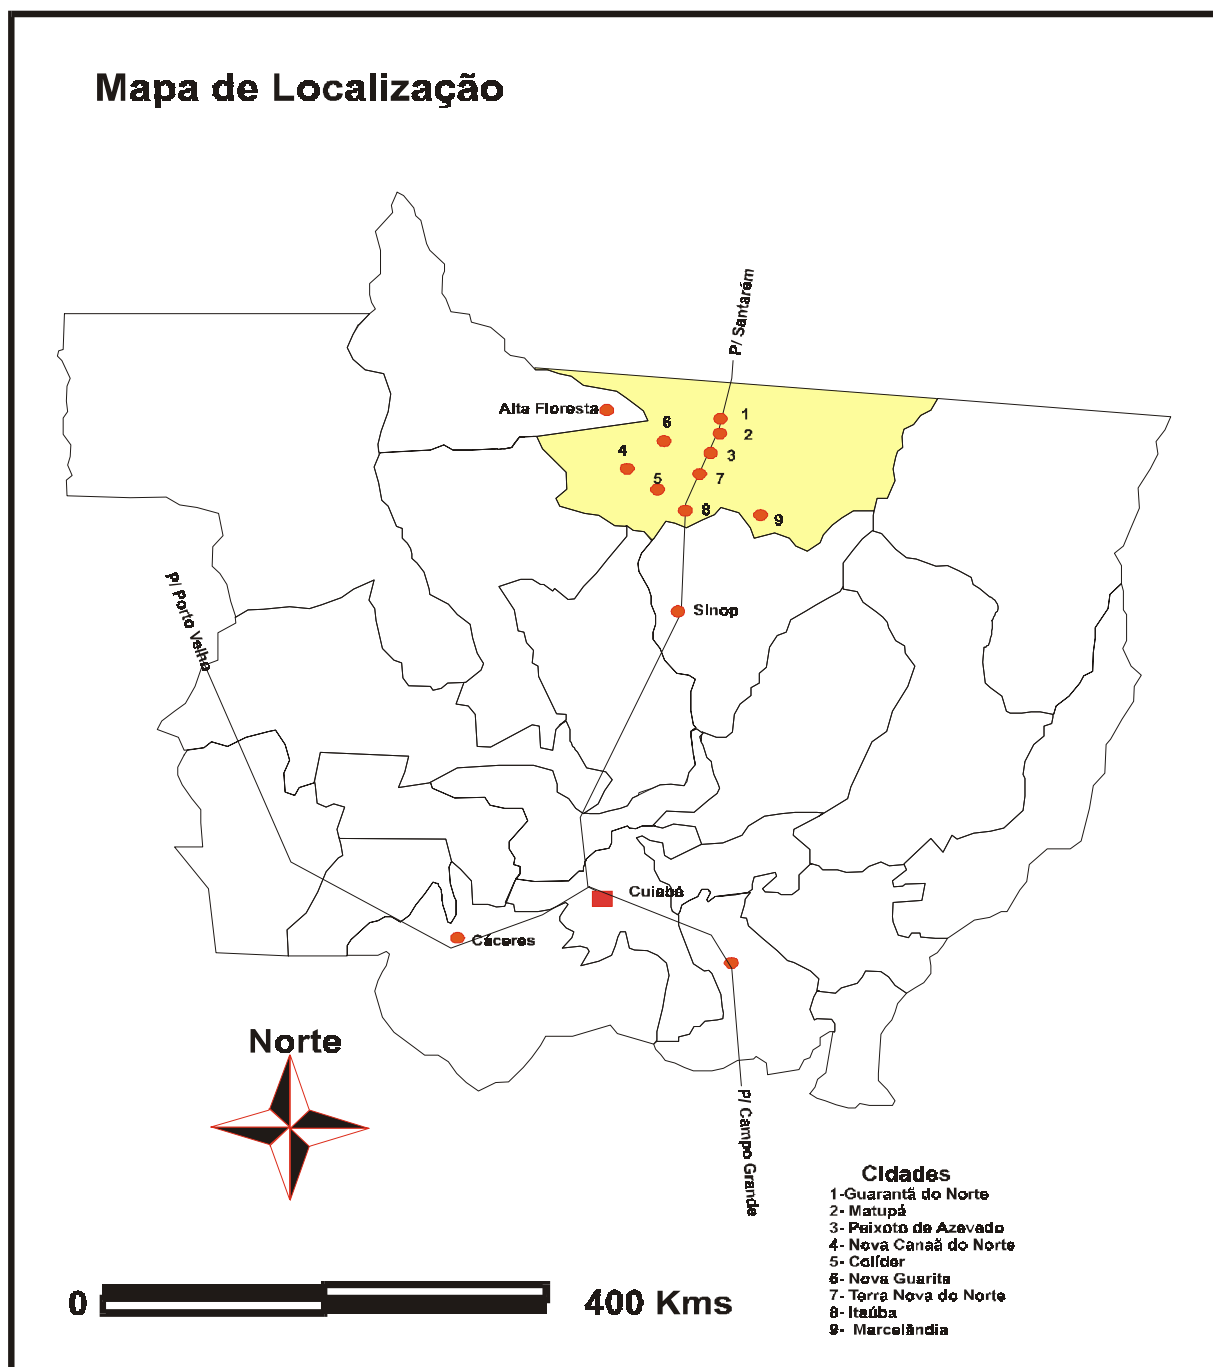 Mapa de Localização
P/ Santarém
Alta Floresta
1
2
6
3
4
7
5
8
9
P/ Porto Velho
Sinop
Cuiabá
Cáceres
Norte
P/ Campo Grande
Cidades
1-Guarantã do Norte
2- Matupá
3- Peixoto de Azevedo
4- Nova Canaã do Norte
5- Colíder
6- Nova Guarita
7- Terra Nova do Norte
8- Itaúba
9- Marcelândia
0 400 Kms